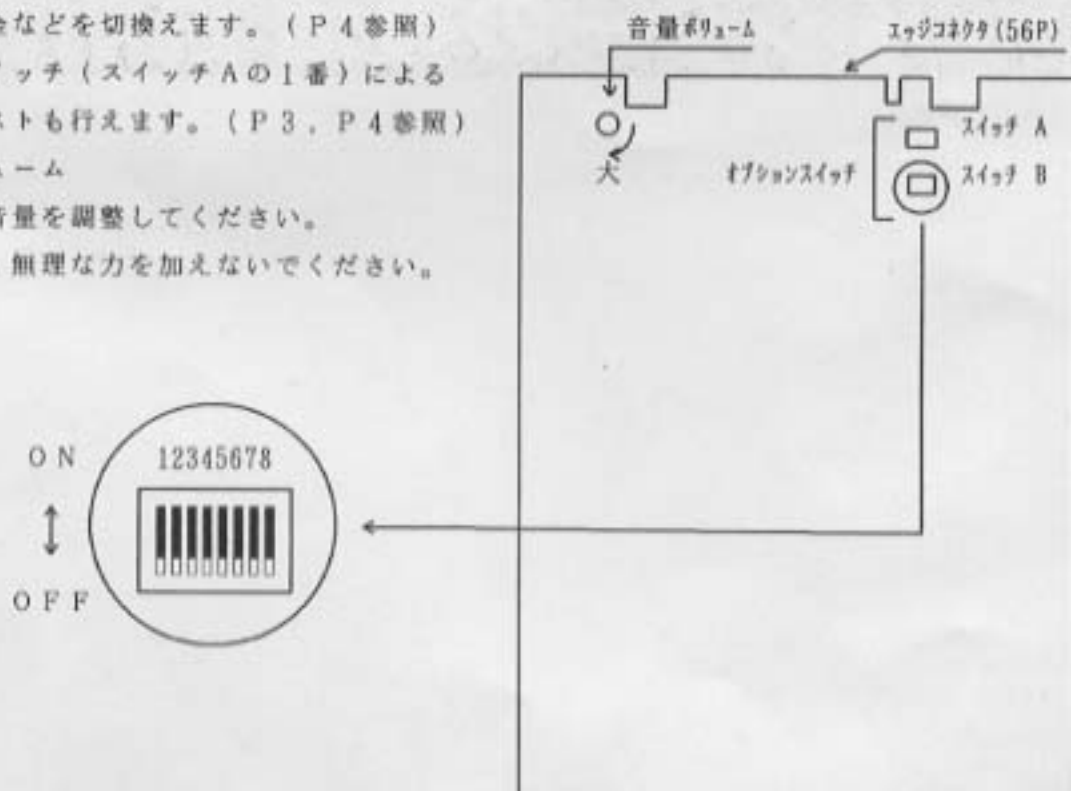 金などを切換えます。(P4参照)
イッチ(スイッチAの1番)による
ストも行えます。(P3,P4参照)
ューム
音量を調整してください。
無理な力を加えないでください。
音量ボリューム
エッジコネクタ(56P)
大
オプションスイッチ
スイッチ A
スイッチ B
ON
12345678
OFF